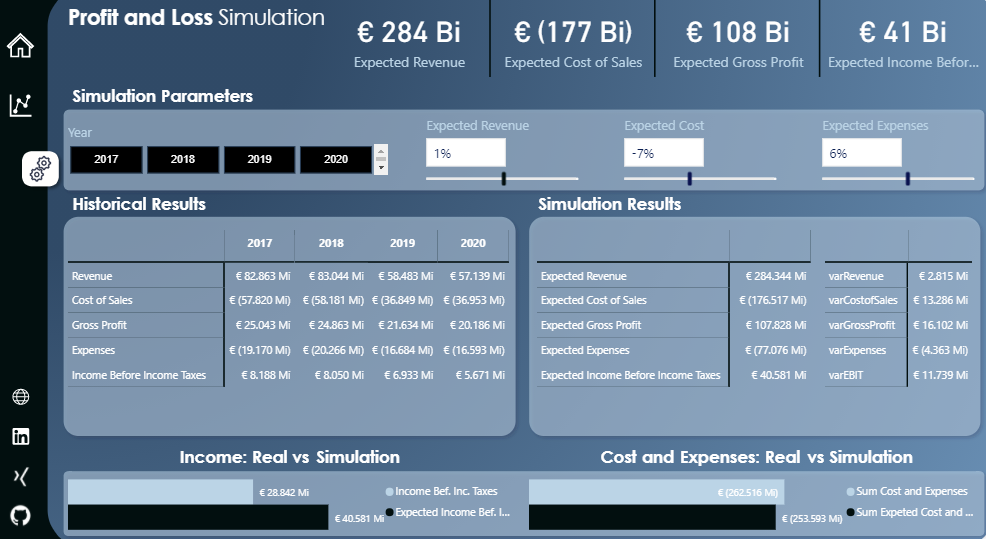 Profit and Loss Simulation
€ 284 Bi
Expected Revenue
€ (177 Bi)
Expected Cost of Sales
€ 108 Bi
Expected Gross Profit
€ 41 Bi
Expected Income Befor...
Simulation Parameters
Year
2017 2018 2019 2020
Expected Revenue
1%
Expected Cost
-7%
Expected Expenses
6%
Historical Results
2017 2018 2019 2020
Revenue € 82.863 Mi € 83.044 Mi € 58.483 Mi € 57.139 Mi
Cost of Sales € (57.820 Mi) € (58.181 Mi) € (36.849 Mi) € (36.953 Mi)
Gross Profit € 25.043 Mi € 24.863 Mi € 21.634 Mi € 20.186 Mi
Expenses € (19.170 Mi) € (20.266 Mi) € (16.684 Mi) € (16.593 Mi)
Income Before Income Taxes € 8.188 Mi € 8.050 Mi € 6.933 Mi € 5.671 Mi
Simulation Results
Expected Revenue € 284.344 Mi
Expected Cost of Sales € (176.517 Mi)
Expected Gross Profit € 107.828 Mi
Expected Expenses € (77.076 Mi)
Expected Income Before Income Taxes € 40.581 Mi
varRevenue € 2.815 Mi
varCostofSales € 13.286 Mi
varGrossProfit € 16.102 Mi
varExpenses € (4.363 Mi)
varEBIT € 11.739 Mi
Income: Real vs Simulation
€ 28.842 Mi
€ 40.581 Mi
Income Bef. Inc. Taxes
Expected Income Bef. I...
Cost and Expenses: Real vs Simulation
€ (262.516 Mi)
€ (253.593 Mi)
Sum Cost and Expenses
Sum Expeted Cost and ...
in